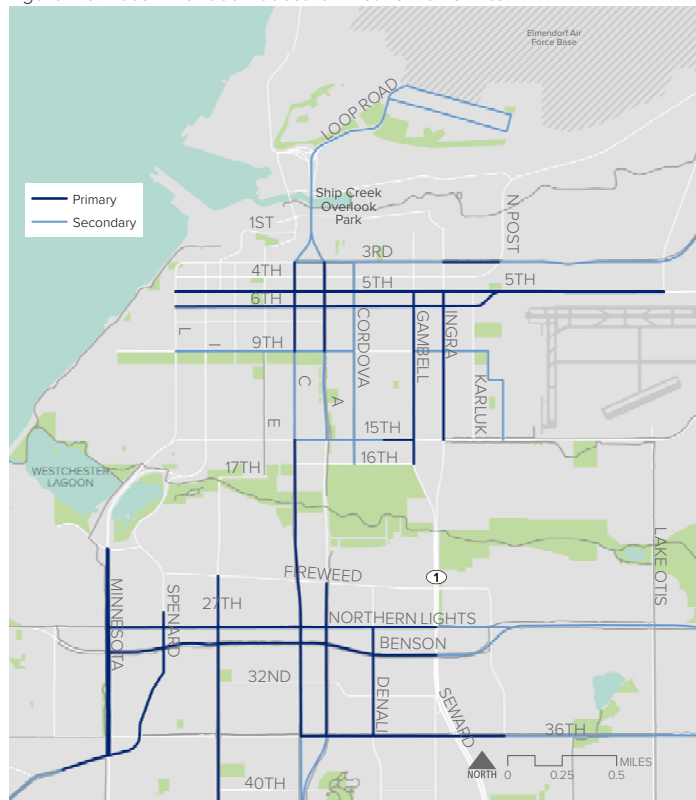 Elmendorf Air
Force Base
LOOP ROAD
Primary
Secondary
Ship Creek
Overlook
Park
N POST
1ST
3RD
4TH
5TH
5TH
6TH
L
I
9TH
C
A
E
CORDOVA
GAMBELL
INGRA
KARLUK
15TH
16TH
17TH
WESTCHESTER
LAGOON
1
FIREWEED
LAKE OTIS
MINNESOTA
SPENARD
27TH
NORTHERN LIGHTS
BENSON
32ND
DENALI
SEWARD
36TH
40TH
NORTH
0
0.25
0.5
MILES